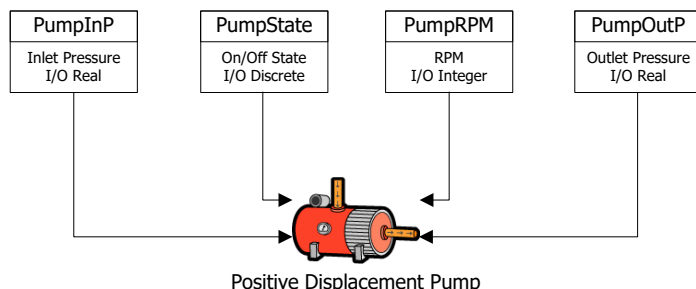 PumpInP
Inlet Pressure
I/O Real
PumpState
On/Off State
I/O Discrete
PumpRPM
RPM
I/O Integer
PumpOutP
Outlet Pressure
I/O Real
Positive Displacement Pump